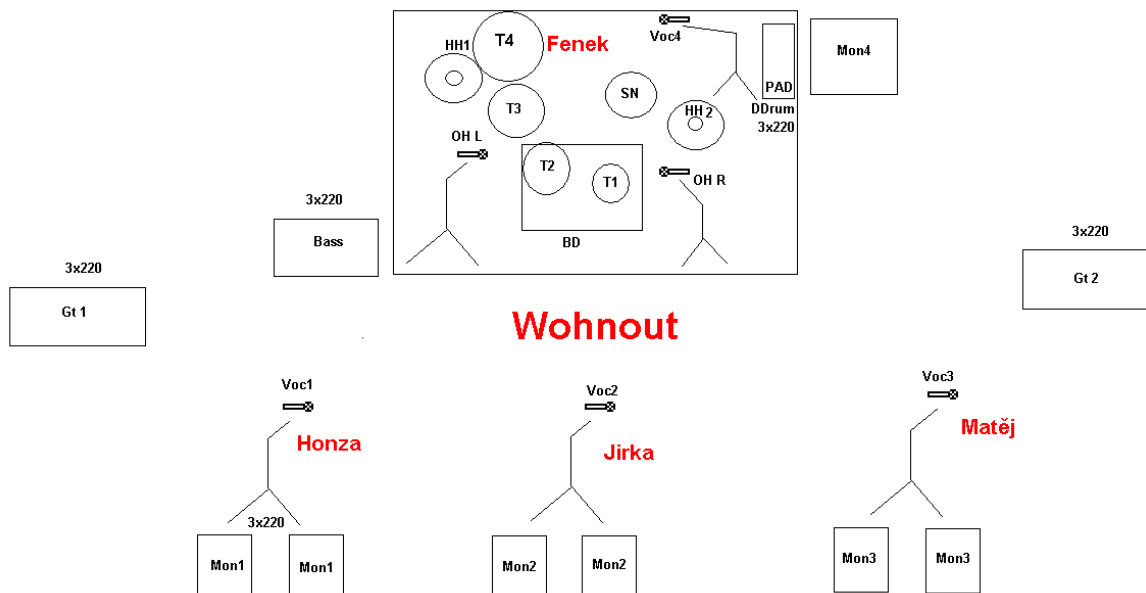 Voc4
HH1
T4
Fenek
Mon4
PAD
SN
T3
HH 2
DDrum
3x220
OH L
T2
T1
OH R
3x220
Bass
BD
3x220
Gt 1
3x220
Gt 2
Wohnout
Voc1
Honza
Voc2
Jirka
Voc3
Matěj
3x220
Mon1
Mon1
Mon2
Mon2
Mon3
Mon3